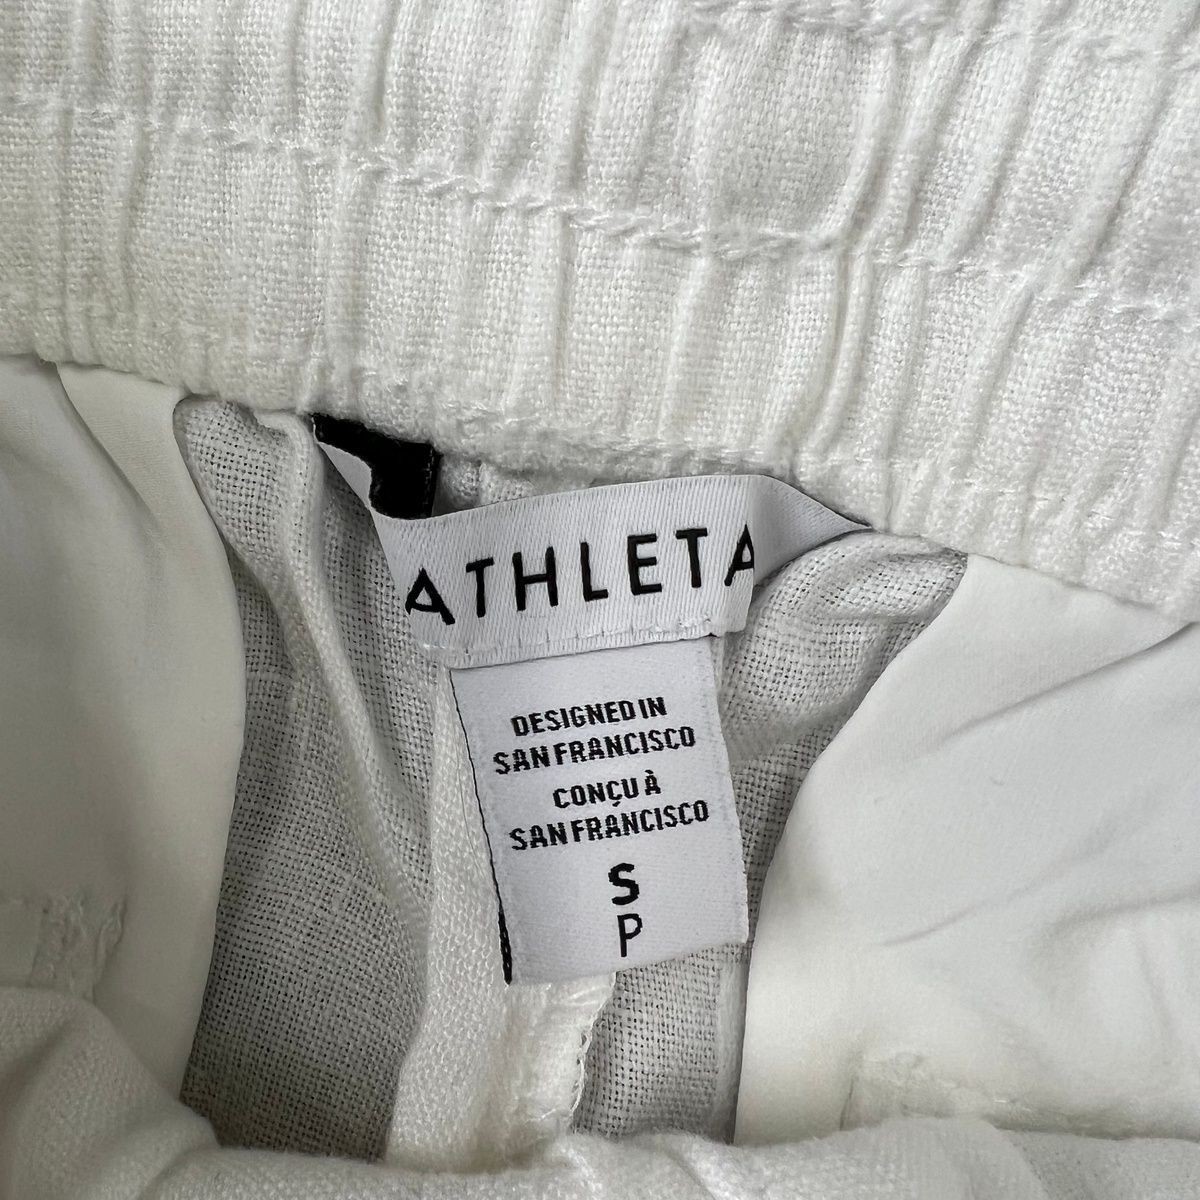 ATHLETA
DESIGNED IN
SAN FRANCISCO
CONÇU À
SAN FRANCISCO
S
P